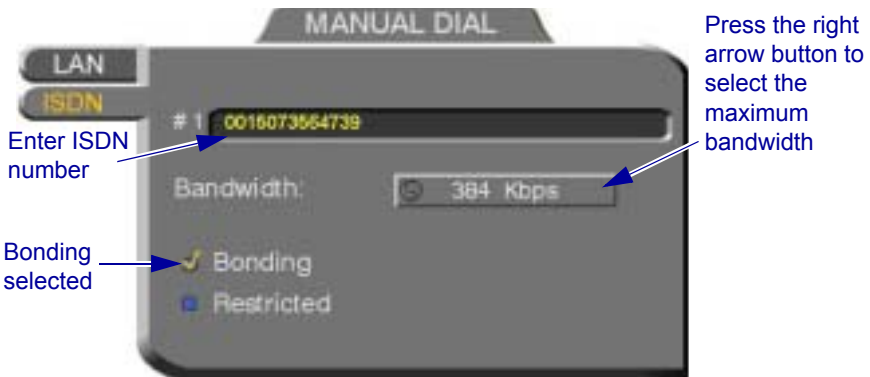 MANUAL DIAL
LAN
ISDN
# 1
0016073564739
Enter ISDN
number
Bandwidth:
384 Kbps
Bonding
selected
Bonding
Restricted
Press the right
arrow button to
select the
maximum
bandwidth